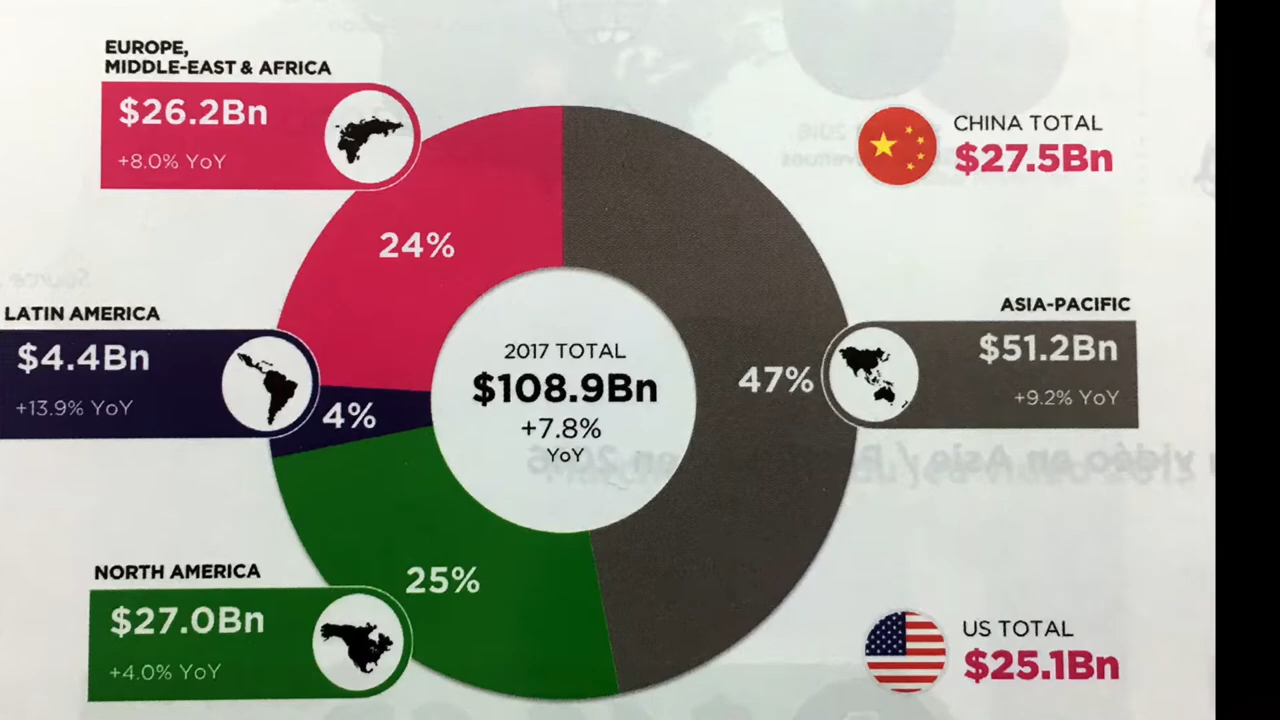 EUROPE,
MIDDLE-EAST & AFRICA
$26.2Bn
+8.0% YoY
24%
CHINA TOTAL
$27.5Bn
LATIN AMERICA
$4.4Bn
+13.9% YoY
4%
2017 TOTAL
$108.9Bn
+7.8%
YoY
47%
ASIA-PACIFIC
$51.2Bn
+9.2% YoY
NORTH AMERICA
$27.0Bn
+4.0% YoY
25%
US TOTAL
$25.1Bn